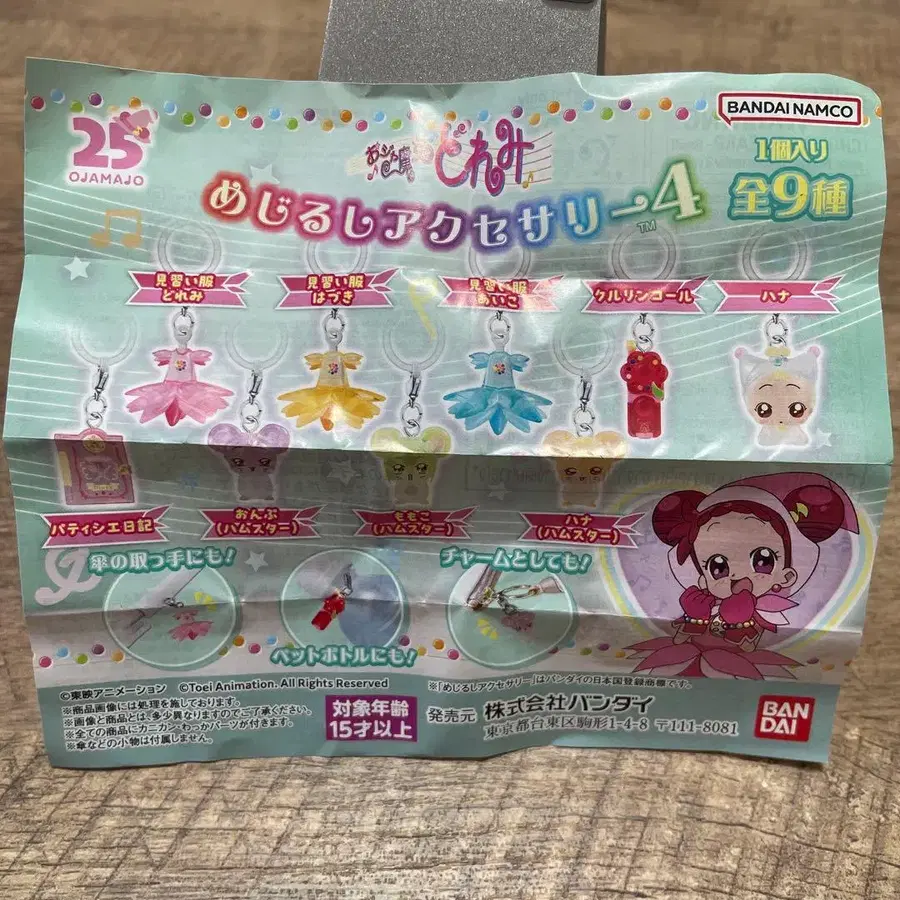 BANDAI NAMCO
25
OJAMAJO
おジャ魔女
どれみ
めじるしアクセサリー4
TM
1個入り
全9種
見習い服
どれみ
見習い服
はづき
見習い服
あいこ
クルリンコール
ハナ
パティシエ日記
おんぷ
(ハムスター)
ももこ
(ハムスター)
ハナ
(ハムスター)
傘の取っ手にも!
ペットボトルにも!
チャームとしても!
※「めじるしアクセサリー」はバンダイの日本国登録商標です。
©東映アニメーション ©Toei Animation. All Rights Reserved
※商品画像には処理を施しております。
※画像と商品とは、多少異なりますのでご了承ください。
※全ての商品にカニカン・わっかパーツが付きます。
※傘などの小物は付属しません。
対象年齢
15才以上
発売元 株式会社バンダイ
東京都台東区駒形1-4-8 〒111-8081
BAN
DAI